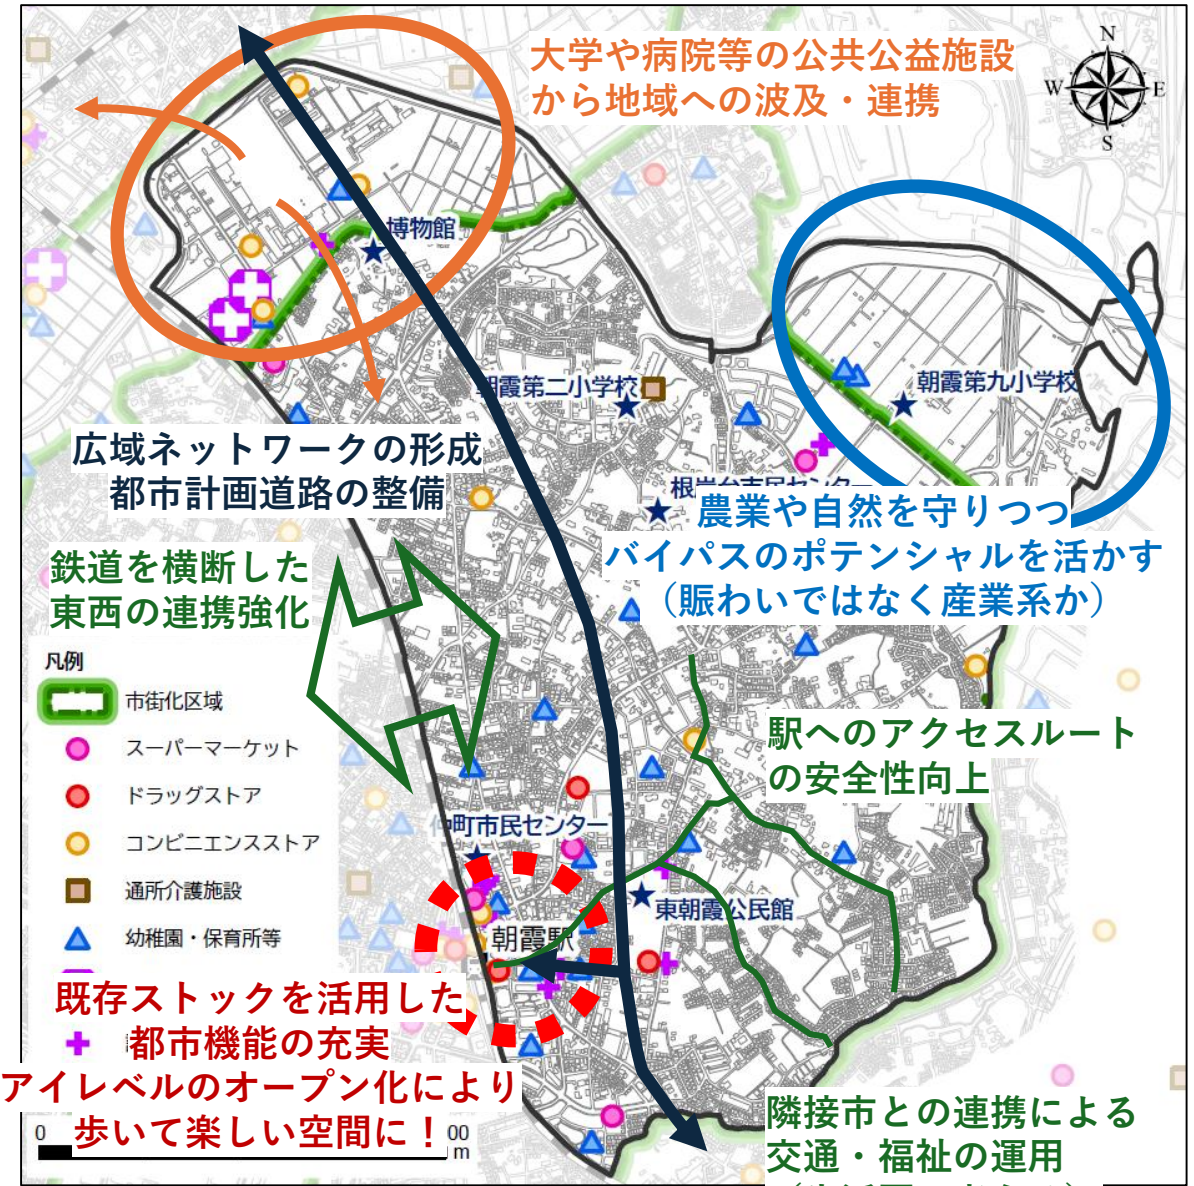 大学や病院等の公共公益施設
から地域への波及・連携
N
W
E
S
博物館
朝霞第二小学校
朝霞第九小学校
広域ネットワークの形成
都市計画道路の整備
農業や自然を守りつつ
バイパスのポテンシャルを活かす
（賑わいではなく産業系か）
鉄道を横断した
東西の連携強化
凡例
市街化区域
スーパーマーケット
ドラッグストア
コンビニエンスストア
通所介護施設
幼稚園・保育所等
駅へのアクセスルート
の安全性向上
仲町市民センター
東朝霞公民館
朝霞駅
既存ストックを活用した
都市機能の充実
アイレベルのオープン化により
歩いて楽しい空間に！
0
00
m
隣接市との連携による
交通・福祉の運用